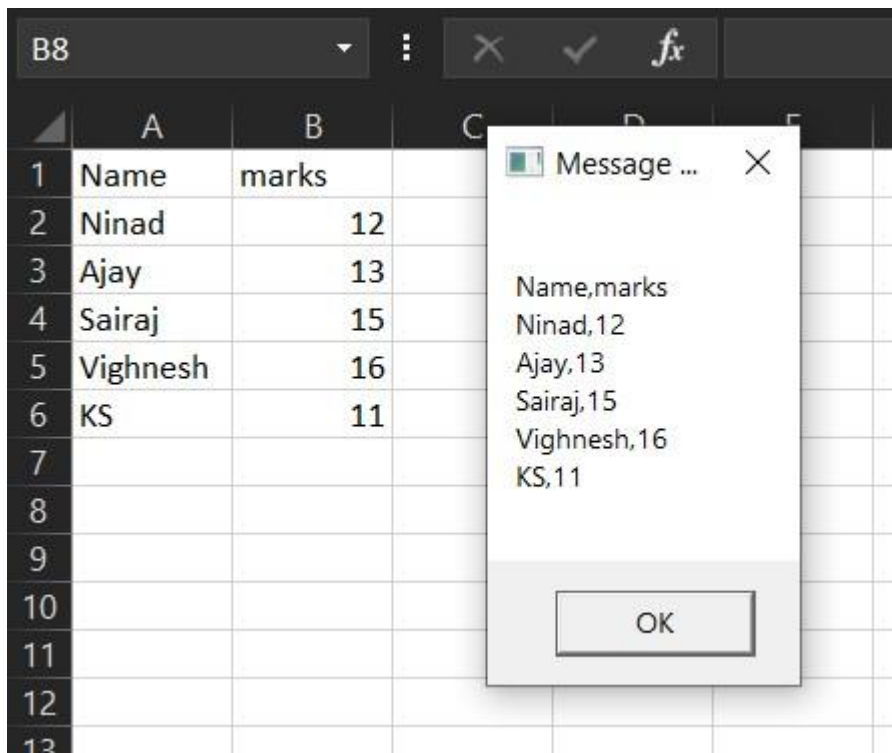 B8 fx
A B C D E
1 Name marks
2 Ninad 12
3 Ajay 13
4 Sairaj 15
5 Vighnesh 16
6 KS 11
7
8
9
10
11
12
13
Message ...
Name,marks
Ninad,12
Ajay,13
Sairaj,15
Vighnesh,16
KS,11
OK